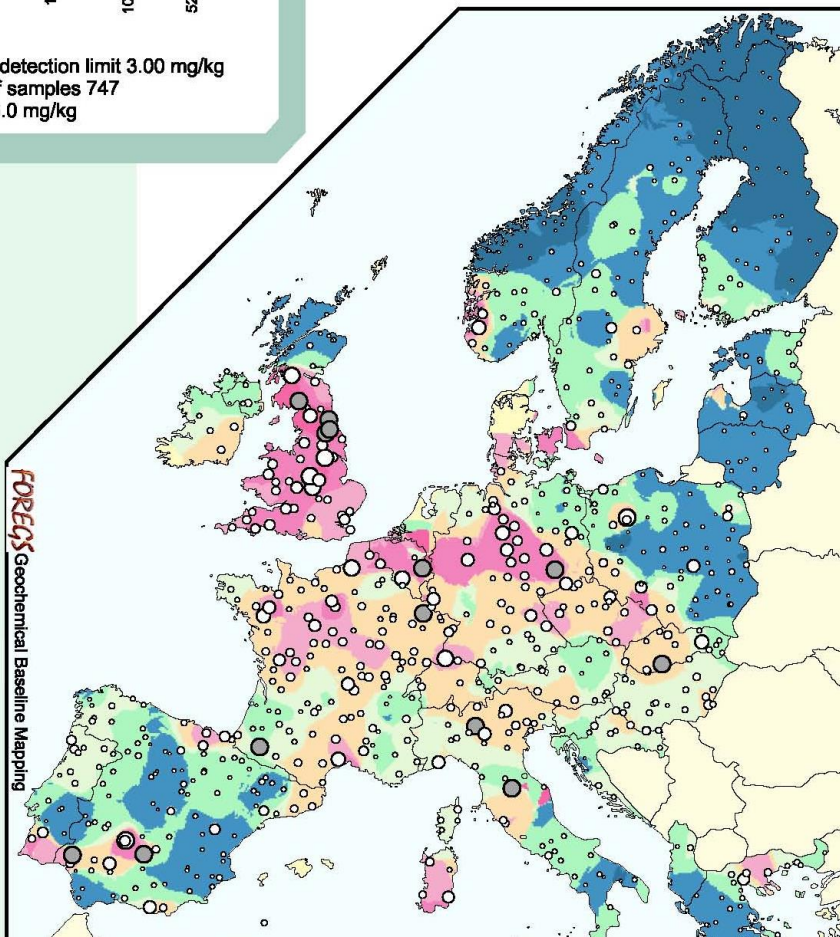 detection limit 3.00 mg/kg
samples 747
.0 mg/kg
FOREGS Geochemical Baseline Mapping